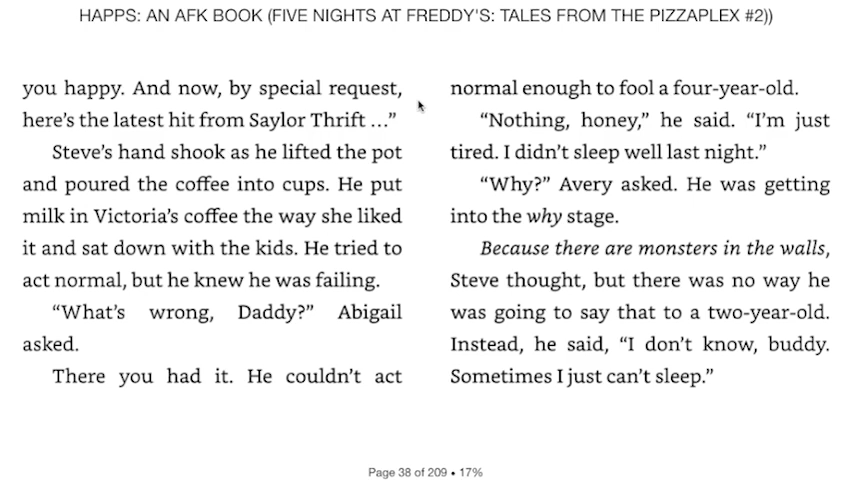 HAPPS: AN AFK BOOK (FIVE NIGHTS AT FREDDY'S: TALES FROM THE PIZZAPLEX #2))
you happy. And now, by special request,
here’s the latest hit from Saylor Thrift …”
Steve’s hand shook as he lifted the pot
and poured the coffee into cups. He put
milk in Victoria’s coffee the way she liked
it and sat down with the kids. He tried to
act normal, but he knew he was failing.
“What’s wrong, Daddy?” Abigail
asked.
There you had it. He couldn’t act
normal enough to fool a four-year-old.
“Nothing, honey,” he said. “I’m just
tired. I didn’t sleep well last night.”
“Why?” Avery asked. He was getting
into the why stage.
Because there are monsters in the walls,
Steve thought, but there was no way he
was going to say that to a two-year-old.
Instead, he said, “I don’t know, buddy.
Sometimes I just can’t sleep.”
Page 38 of 209 • 17%